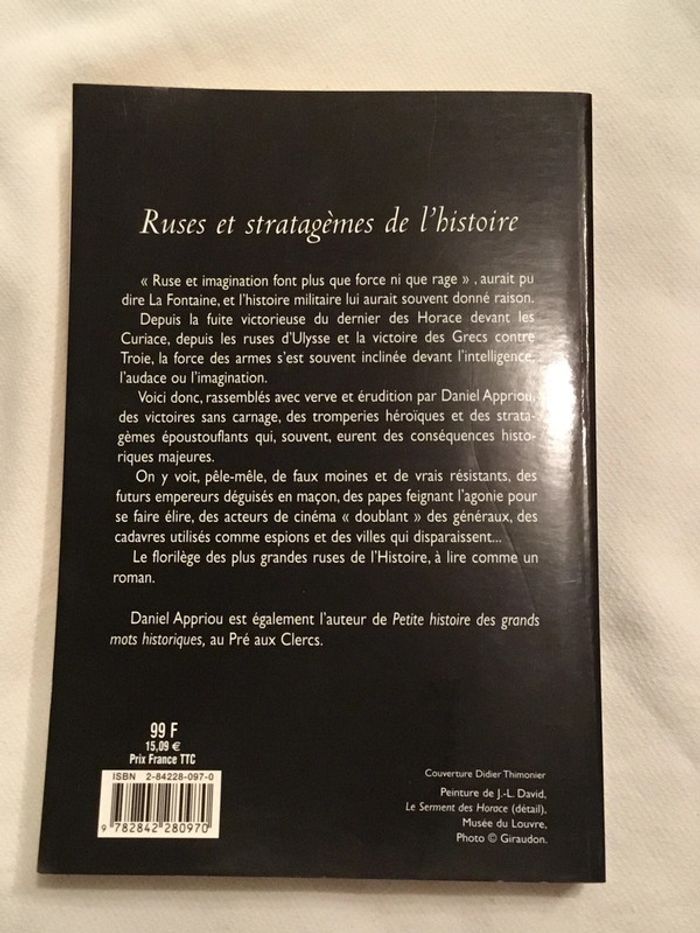 Ruses et stratagèmes de l'histoire
« Ruse et imagination font plus que force ni que rage » , aurait pu
dire La Fontaine, et l'histoire militaire lui aurait souvent donné raison.
Depuis la fuite victorieuse du dernier des Horace devant les
Curiace, depuis les ruses d'Ulysse et la victoire des Grecs contre
Troie, la force des armes s'est souvent inclinée devant l'intelligence,
l'audace ou l'imagination.
Voici donc, rassemblés avec verve et érudition par Daniel Appriou,
des victoires sans carnage, des tromperies héroïques et des strata-
gèmes époustouflants qui, souvent, eurent des conséquences histo-
riques majeures.
On y voit, pêle-mêle, de faux moines et de vrais résistants, des
futurs empereurs déguisés en maçon, des papes feignant l'agonie pour
se faire élire, des acteurs de cinéma « doublant » des généraux, des
cadavres utilisés comme espions et des villes qui disparaissent...
Le florilège des plus grandes ruses de l'Histoire, à lire comme un
roman.
Daniel Appriou est également l'auteur de Petite histoire des grands
mots historiques, au Pré aux Clercs.
99 F
15,09 €
Prix France TTC
ISBN 2-84228-097-0
9 782842 280970
Couverture Didier Thimonier
Peinture de J.-L. David,
Le Serment des Horace (détail),
Musée du Louvre,
Photo © Giraudon.